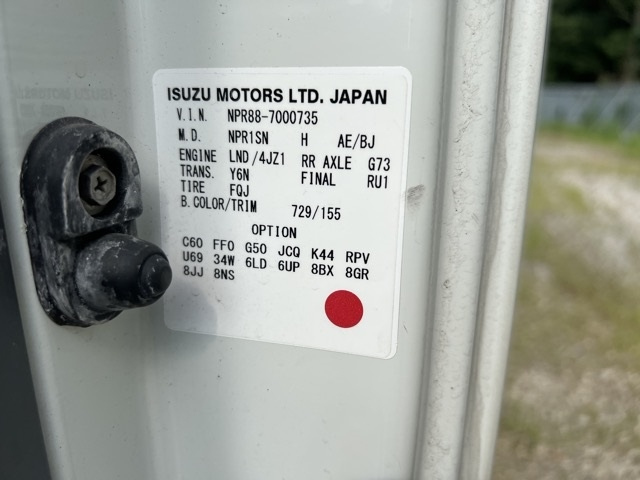 ISUZU MOTORS LTD. JAPAN
V.I.N. NPR88-7000735
M.D. NPR1SN H AE/BJ
ENGINE LND/4JZ1 RR AXLE G73
TRANS. Y6N FINAL RU1
TIRE FQJ
B.COLOR/TRIM 729/155
OPTION
C60 FF0 G50 JCQ K44 RPV
U69 34W 6LD 6UP 8BX 8GR
8JJ 8NS